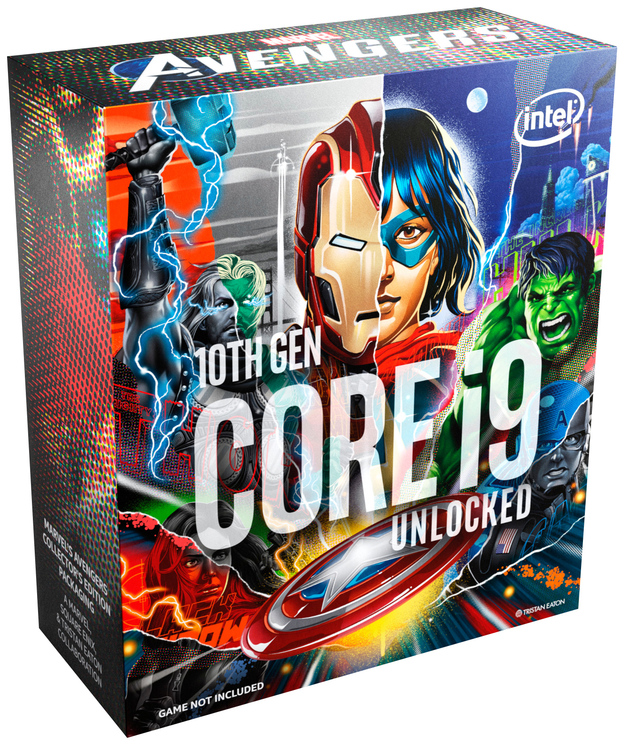 MARVEL
AVENGERS
intel
10TH GEN
CORE i9
UNLOCKED
A
© TRISTAN EATON
GAME NOT INCLUDED
MARVEL'S AVENGERS
COLLECTOR'S EDITION
PACKAGING
A MARVEL,
SQUARE ENIX
& TRISTAN EATON
COLLABORATION